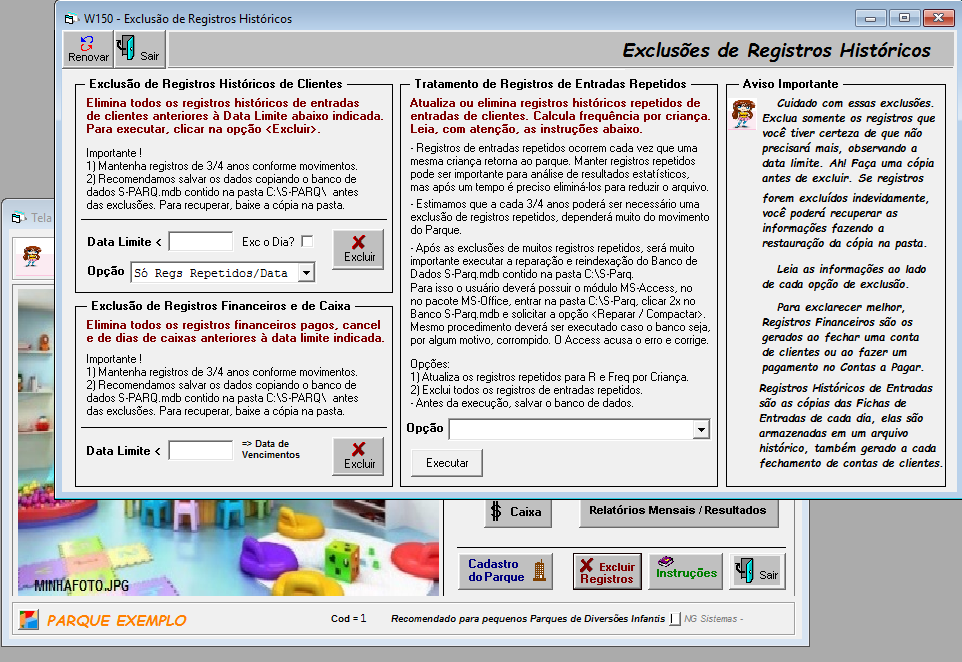 W150 - Exclusão de Registros Históricos
Renovar
Sair
Exclusões de Registros Históricos
Exclusão de Registros Históricos de Clientes
Elimina todos os registros históricos de entradas
de clientes anteriores à Data Limite abaixo indicada.
Para executar, clicar na opção <Excluir>.
Importante !
1) Mantenha registros de 3/4 anos conforme movimentos.
2) Recomendamos salvar os dados copiando o banco de
dados S-PARQ.mdb contido na pasta C:\S-PARQ\ antes
das exclusões. Para recuperar, baixe a cópia na pasta.
Data Limite <
Exc o Dia?
Excluir
Opção
Só Regs Repetidos/Data
Exclusão de Registros Financeiros e de Caixa
Elimina todos os registros financeiros pagos, cancel
e de dias de caixas anteriores à data limite indicada.
Importante !
1) Mantenha registros de 3/4 anos conforme movimentos.
2) Recomendamos salvar os dados copiando o banco de
dados S-PARQ.mdb contido na pasta C:\S-PARQ\ antes
das exclusões. Para recuperar, baixe a cópia na pasta.
Data Limite <
=> Data de
Vencimentos
Excluir
Tratamento de Registros de Entradas Repetidos
Atualiza ou elimina registros históricos repetidos de
entradas de clientes. Calcula frequência por criança.
Leia, com atenção, as instruções abaixo.
- Registros de entradas repetidos ocorrem cada vez que uma
mesma criança retorna ao parque. Manter registros repetidos
pode ser importante para análise de resultados estatísticos,
mas após um tempo é preciso eliminá-los para reduzir o arquivo.
- Estimamos que a cada 3/4 anos poderá ser necessário uma
exclusão de registros repetidos, dependerá muito do movimento
do Parque.
- Após as exclusões de muitos registros repetidos, será muito
importante executar a reparação e reindexação do Banco de
Dados S-Parq.mdb contido na pasta C:\S-Parq.
Para isso o usuário deverá possuir o módulo MS-Access, no
no pacote MS-Office, entrar na pasta C:\S-Parq, clicar 2x no
Banco S-Parq.mdb e solicitar a opção <Reparar / Compactar>.
Mesmo procedimento deverá ser executado caso o banco seja,
por algum motivo, corrompido. O Access acusa o erro e corrige.
Opções:
1) Atualiza os registros repetidos para R e Freq por Criança.
2) Exclui todos os registros de entradas repetidos.
- Antes da execução, salvar o banco de dados.
Opção
Executar
Aviso Importante
Cuidado com essas exclusões.
Exclua somente os registros que
você tiver certeza de que não
precisará mais, observando a
data limite. Ah! Faça uma cópia
antes de excluir. Se registros
forem excluídos indevidamente,
você poderá recuperar as
informações fazendo a
restauração da cópia na pasta.
Leia as informações ao lado
de cada opção de exclusão.
Para exclarecer melhor,
Registros Financeiros são os
gerados ao fechar uma conta
de clientes ou ao fazer um
pagamento no Contas a Pagar.
Registros Históricos de Entradas
são as cópias das Fichas de
Entradas de cada dia, elas são
armazenadas em um arquivo
histórico, também gerado a cada
fechamento de contas de clientes.
Tela
Caixa
Relatórios Mensais / Resultados
Cadastro
do Parque
Excluir
Registros
Instruções
Sair
MINHAFOTO.JPG
PARQUE EXEMPLO
Cod = 1
Recomendado para pequenos Parques de Diversões Infantis
NG Sistemas -